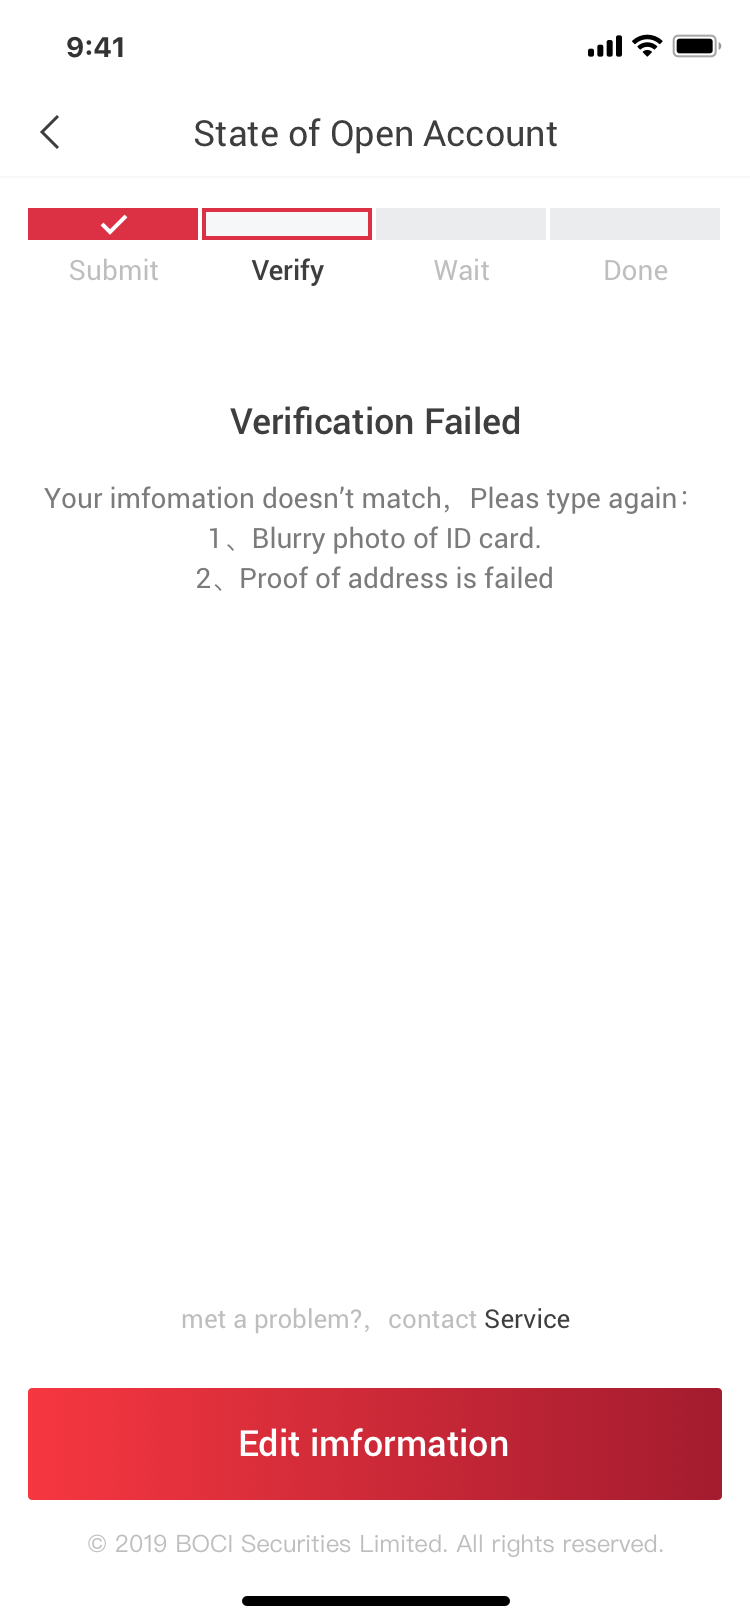 9:41
State of Open Account
Submit
Verify
Wait
Done
Verification Failed
Your imfomation doesn’t match，Pleas type again：
1、Blurry photo of ID card.
2、Proof of address is failed
met a problem?，contact Service
Edit imformation
© 2019 BOCI Securities Limited. All rights reserved.